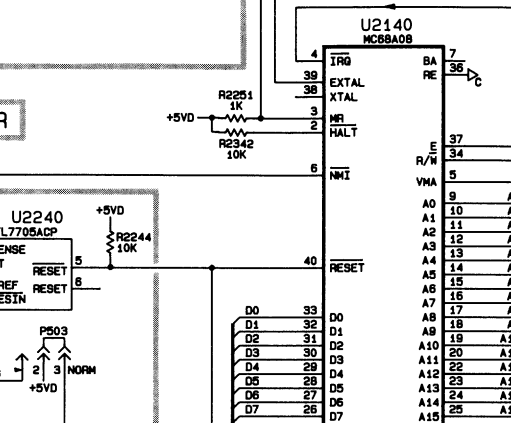 U2140
MC68A08
4 IRQ
39 EXTAL
38 XTAL
3 MR
2 HALT
6 NMI
40 RESET
33 D0
32 D1
31 D2
30 D3
29 D4
28 D5
27 D6
26 D7
BA 7
RE 36
C
E 37
R/W 34
VMA 5
A0 9
A1 10
A2 11
A3 12
A4 13
A5 14
A6 15
A7 16
A8 17
A9 18
A10 19
A11 20
A12 22
A13 23
A14 24
A15 25
R2251
1K
+5VD
R2342
10K
R
+5VD
R2244
10K
U2240
L7705ACP
ENSE
T
RESET 5
REF
RESET 6
ESIN
P503
2 3 NORM
+5VD
D0
D1
D2
D3
D4
D5
D6
D7